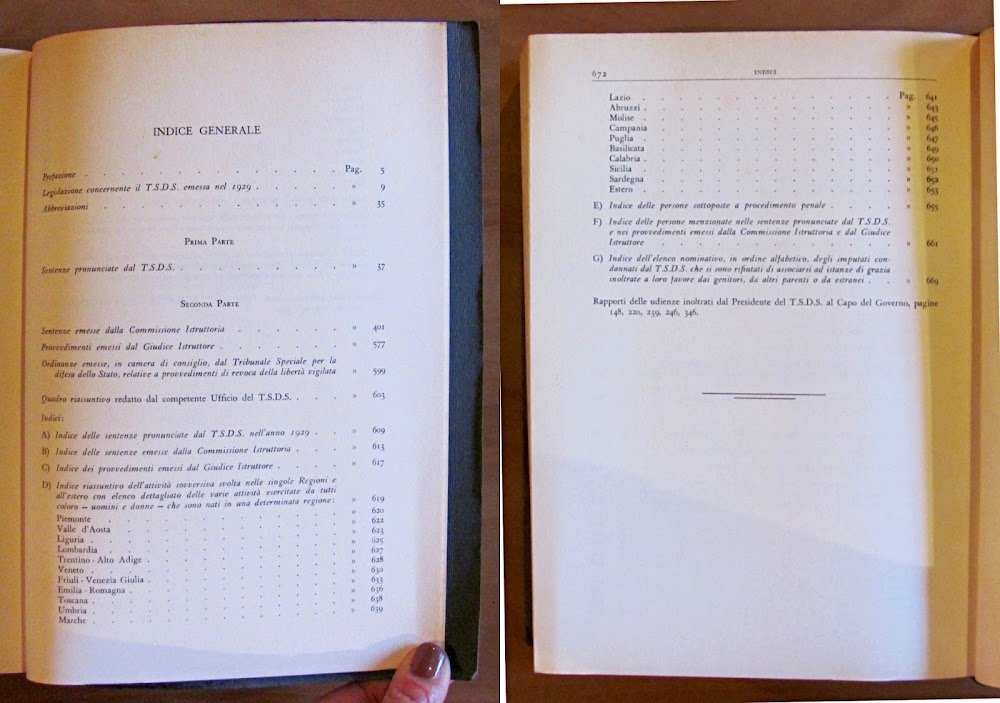 INDICE GENERALE
Prefazione . . . . . . . . . . . . . Pag. 5
Legislazione concernente il T.S.D.S. emessa nel 1929 . . . . . » 9
Abbreviazioni . . . . . . . . . . . . » 35
PRIMA PARTE
Sentenze pronunciate dal T.S.D.S. . . . . . . . . » 37
SECONDA PARTE
Sentenze emesse dalla Commissione Istruttoria . . . . . . » 401
Provvedimenti emessi dal Giudice Istruttore . . . . . . . » 577
Ordinanze emesse, in camera di consiglio, dal Tribunale Speciale per la
difesa dello Stato, relative a provvedimenti di revoca della libertà vigilata » 599
Quadro riassuntivo redatto dal competente Ufficio del T.S.D.S. . . . » 603
Indici:
A) Indice delle sentenze pronunciate dal T.S.D.S. nell'anno 1929 . . » 609
B) Indice delle sentenze emesse dalla Commissione Istruttoria . . . » 613
C) Indice dei provvedimenti emessi dal Giudice Istruttore . . . . » 617
D) Indice riassuntivo dell'attività sovversiva svolta nelle singole Regioni e
all'estero con elenco dettagliato delle varie attività esercitate da tutti
coloro – uomini e donne – che sono nati in una determinata regione: » 619
Piemonte . . . . . . . . . . . » 620
Valle d'Aosta . . . . . . . . . . » 622
Liguria . . . . . . . . . . . » 623
Lombardia . . . . . . . . . . . » 625
Trentino - Alto Adige . . . . . . . . . » 627
Veneto . . . . . . . . . . . » 628
Friuli - Venezia Giulia . . . . . . . . . » 630
Emilia - Romagna . . . . . . . . . . » 633
Toscana . . . . . . . . . . . » 636
Umbria . . . . . . . . . . . » 638
Marche . . . . . . . . . . . » 639
672 INDICI
Lazio . . . . . . . . . . . . Pag. 641
Abruzzi . . . . . . . . . . . . » 643
Molise . . . . . . . . . . . . » 645
Campania . . . . . . . . . . . . » 646
Puglia . . . . . . . . . . . . » 647
Basilicata . . . . . . . . . . . . » 649
Calabria . . . . . . . . . . . . » 650
Sicilia . . . . . . . . . . . . » 651
Sardegna . . . . . . . . . . . . » 652
Estero . . . . . . . . . . . . » 653
E) Indice delle persone sottoposte a procedimento penale . . . . » 655
F) Indice delle persone menzionate nelle sentenze pronunciate dal T.S.D.S.
e nei provvedimenti emessi dalla Commissione Istruttoria e dal Giudice
Istruttore . . . . . . . . . . . . » 661
G) Indice dell'elenco nominativo, in ordine alfabetico, degli imputati con-
dannati dal T.S.D.S. che si sono rifiutati di associarsi ad istanze di grazia
inoltrate a loro favore dai genitori, da altri parenti o da estranei . . » 669
Rapporti delle udienze inoltrati dal Presidente del T.S.D.S. al Capo del Governo, pagine
148, 220, 239, 246, 346.